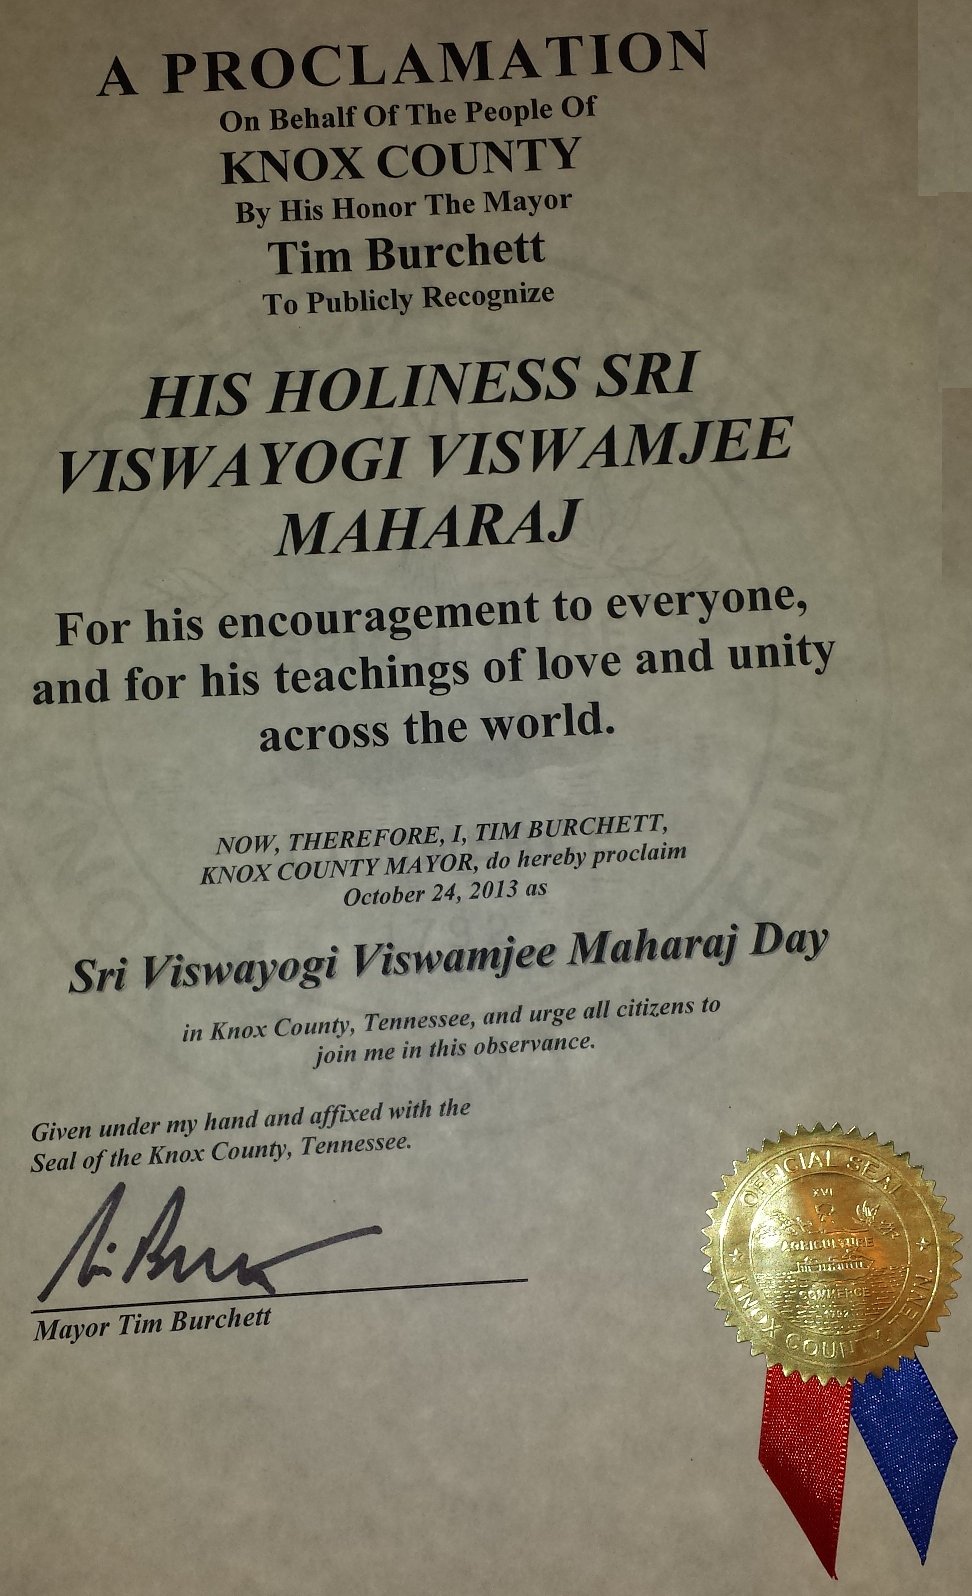 A PROCLAMATION
On Behalf Of The People Of
KNOX COUNTY
By His Honor The Mayor
Tim Burchett
To Publicly Recognize
HIS HOLINESS SRI
VISWAYOGI VISWAMJEE
MAHARAJ
For his encouragement to everyone,
and for his teachings of love and unity
across the world.
NOW, THEREFORE, I, TIM BURCHETT,
KNOX COUNTY MAYOR, do hereby proclaim
October 24, 2013 as
Sri Viswayogi Viswamjee Maharaj Day
in Knox County, Tennessee, and urge all citizens to
join me in this observance.
Given under my hand and affixed with the
Seal of the Knox County, Tennessee.
Mayor Tim Burchett
OFFICIAL SEAL
XVI
AGRICULTURE
COMMERCE
KNOX COUNTY